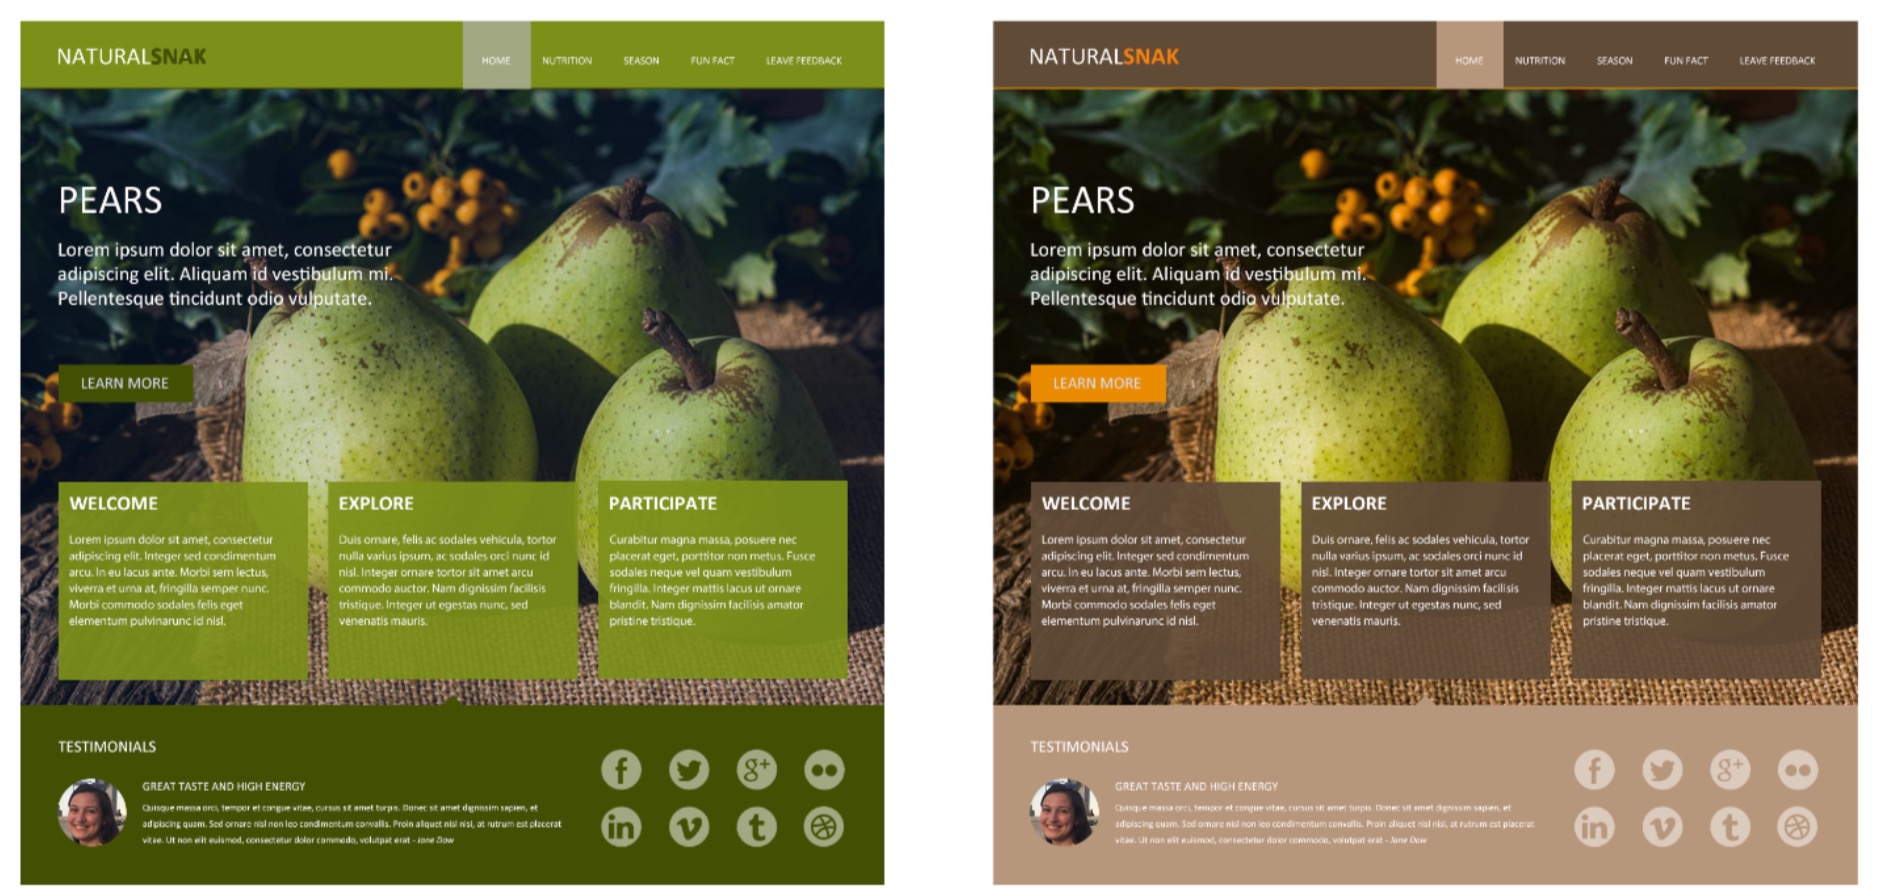 NATURALSNAK
HOME NUTRITION SEASON FUN FACT LEAVE FEEDBACK
PEARS
Lorem ipsum dolor sit amet, consectetur
adipiscing elit. Aliquam id vestibulum mi.
Pellentesque tincidunt odio vulputate.
LEARN MORE
WELCOME
Lorem ipsum dolor sit amet, consectetur
adipiscing elit. Integer sed condimentum
arcu. In eu lacus ante. Morbi sem lectus,
viverra et urna at, fringilla semper nunc.
Morbi commodo sodales felis eget
elementum pulvinarunc id nisl.
EXPLORE
Duis ornare, felis ac sodales vehicula, tortor
nulla varius ipsum, ac sodales orci nunc id
nisl. Integer ornare tortor sit amet arcu
commodo auctor. Nam dignissim facilisis
tristique. Integer ut egestas nunc, sed
venenatis mauris.
PARTICIPATE
Curabitur magna massa, posuere nec
placerat eget, porttitor non metus. Fusce
sodales neque vel quam vestibulum
fringilla. Integer mattis lacus ut ornare
blandit. Nam dignissim facilisis amator
pristine tristique.
TESTIMONIALS
GREAT TASTE AND HIGH ENERGY
Quisque massa orci, tempor et congue vitae, cursus sit amet turpis. Donec sit amet dignissim sapien, et
adipiscing quam. Sed ornare nisl non leo condimentum convallis. Proin aliquet nisl nisi, at rutrum est placerat
vitae. Ut non elit euismod, consectetur dolor commodo, volutpat erat - Jane Dow
f g+
in v t
NATURALSNAK
HOME NUTRITION SEASON FUN FACT LEAVE FEEDBACK
PEARS
Lorem ipsum dolor sit amet, consectetur
adipiscing elit. Aliquam id vestibulum mi.
Pellentesque tincidunt odio vulputate.
LEARN MORE
WELCOME
Lorem ipsum dolor sit amet, consectetur
adipiscing elit. Integer sed condimentum
arcu. In eu lacus ante. Morbi sem lectus,
viverra et urna at, fringilla semper nunc.
Morbi commodo sodales felis eget
elementum pulvinarunc id nisl.
EXPLORE
Duis ornare, felis ac sodales vehicula, tortor
nulla varius ipsum, ac sodales orci nunc id
nisl. Integer ornare tortor sit amet arcu
commodo auctor. Nam dignissim facilisis
tristique. Integer ut egestas nunc, sed
venenatis mauris.
PARTICIPATE
Curabitur magna massa, posuere nec
placerat eget, porttitor non metus. Fusce
sodales neque vel quam vestibulum
fringilla. Integer mattis lacus ut ornare
blandit. Nam dignissim facilisis amator
pristine tristique.
TESTIMONIALS
GREAT TASTE AND HIGH ENERGY
Quisque massa orci, tempor et congue vitae, cursus sit amet turpis. Donec sit amet dignissim sapien, et
adipiscing quam. Sed ornare nisl non leo condimentum convallis. Proin aliquet nisl nisi, at rutrum est placerat
vitae. Ut non elit euismod, consectetur dolor commodo, volutpat erat - Jane Dow
f g+
in v t